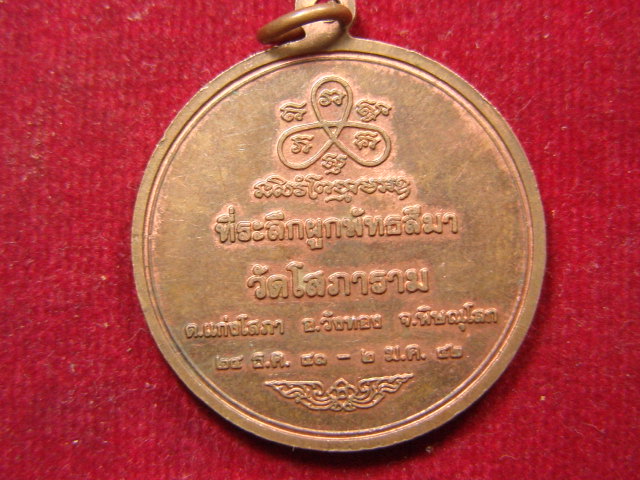 ที่ระลึกผูกพัทธสีมา
วัดโสภาราม
ต.แก่งโสภา อ.วังทอง จ.พิษณุโลก
๒๔ ธ.ค. ๔๑ - ๒ ม.ค. ๔๒